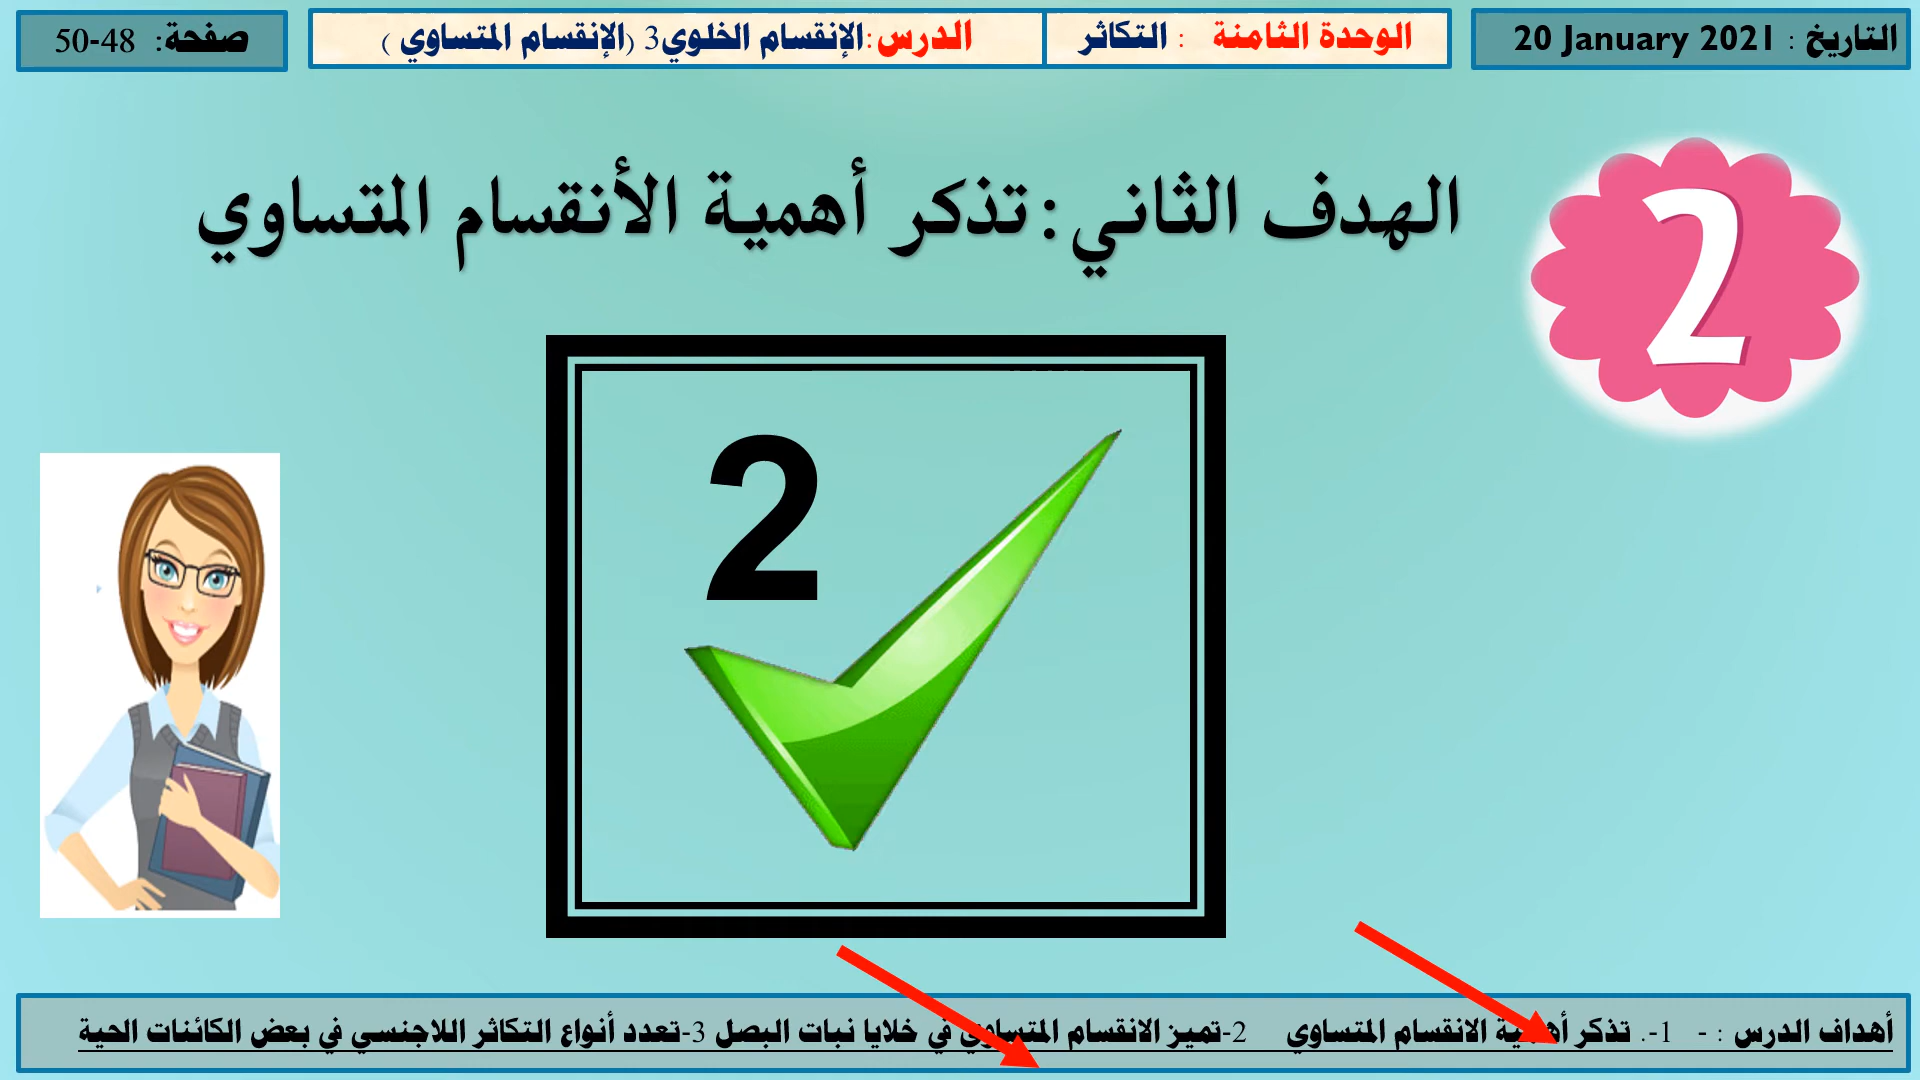 التاريخ : 20 January 2021
الوحدة الثامنة : التكاثر
الدرس:الإنقسام الخلوي3 (الإنقسام المتساوي )
صفحة: 48-50
الهدف الثاني:تذكر أهمية الأنقسام المتساوي
2
2
أهداف الدرس : - 1-. تذكر أهمية الانقسام المتساوي 2-تميز الانقسام المتساوي في خلايا نبات البصل 3-تعدد أنواع التكاثر اللاجنسي في بعض الكائنات الحية